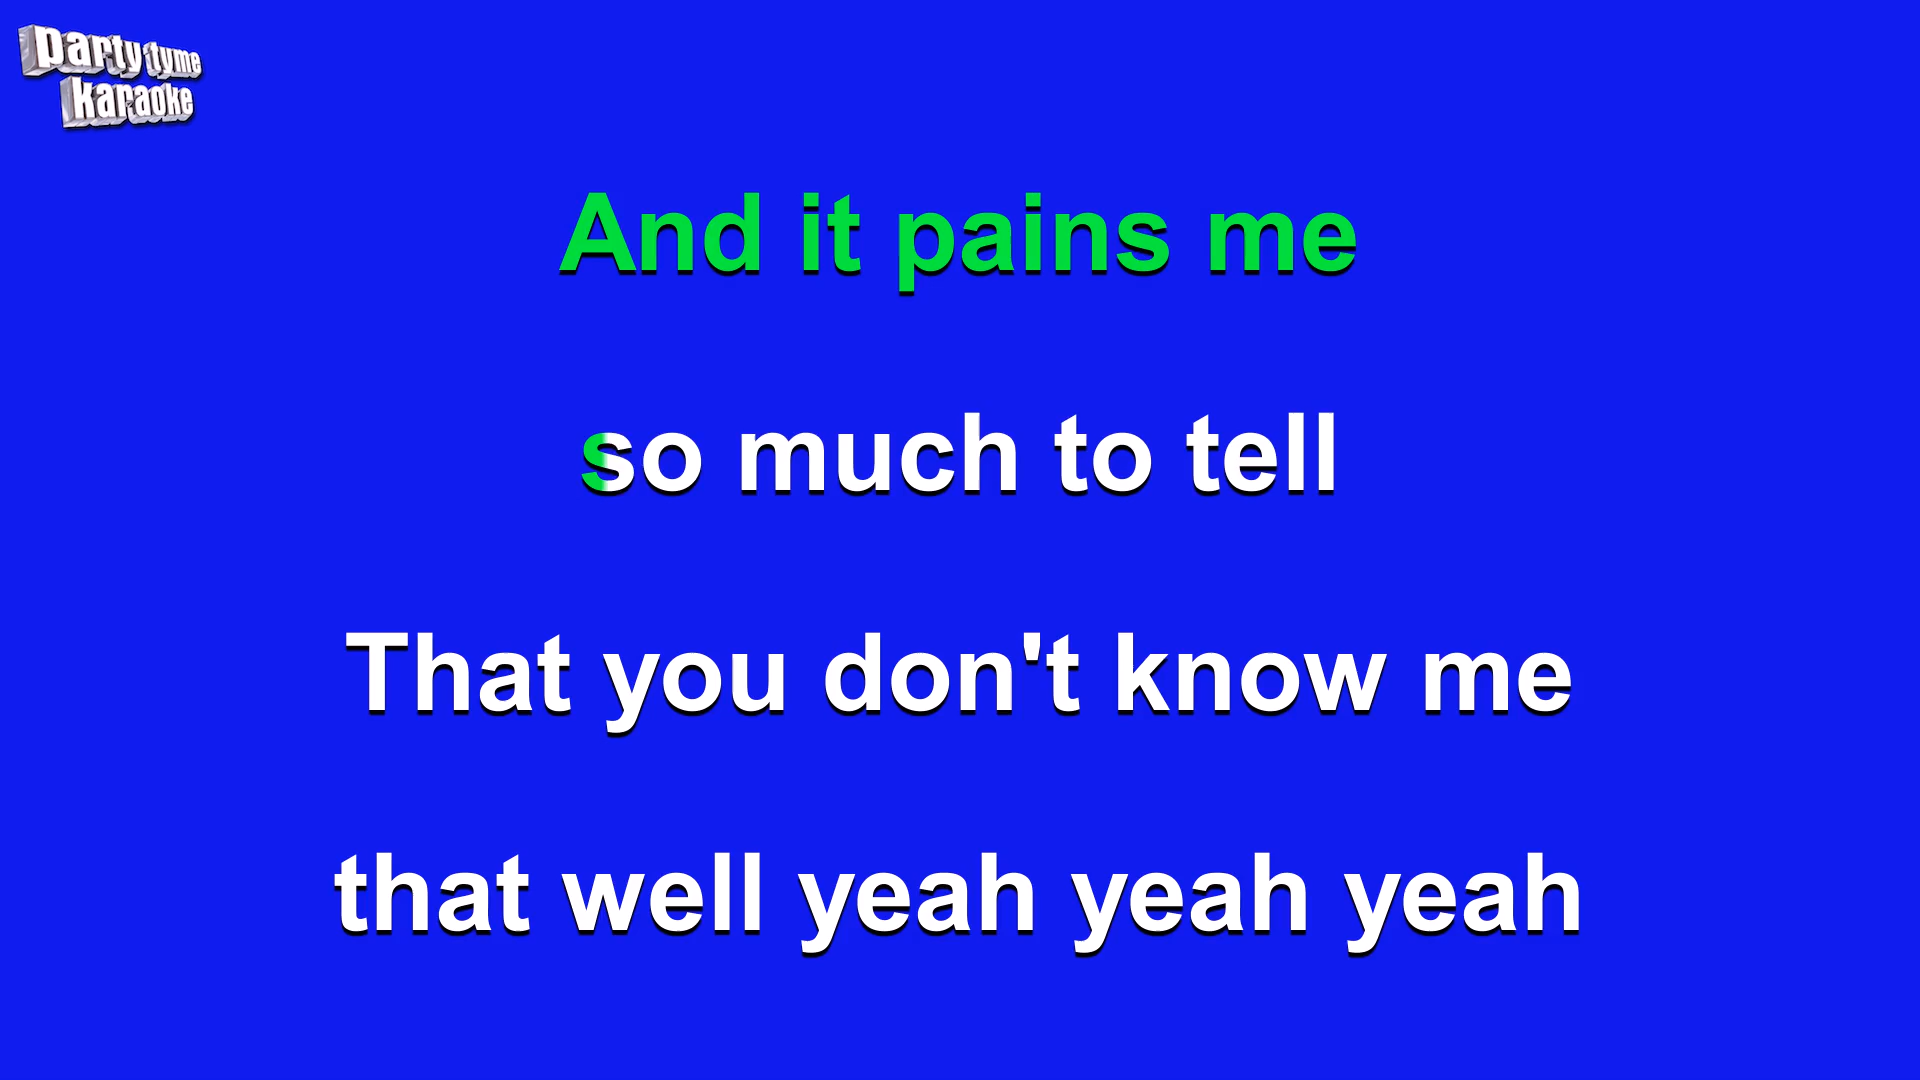 party tyme
karaoke
And it pains me
so much to tell
That you don't know me
that well yeah yeah yeah